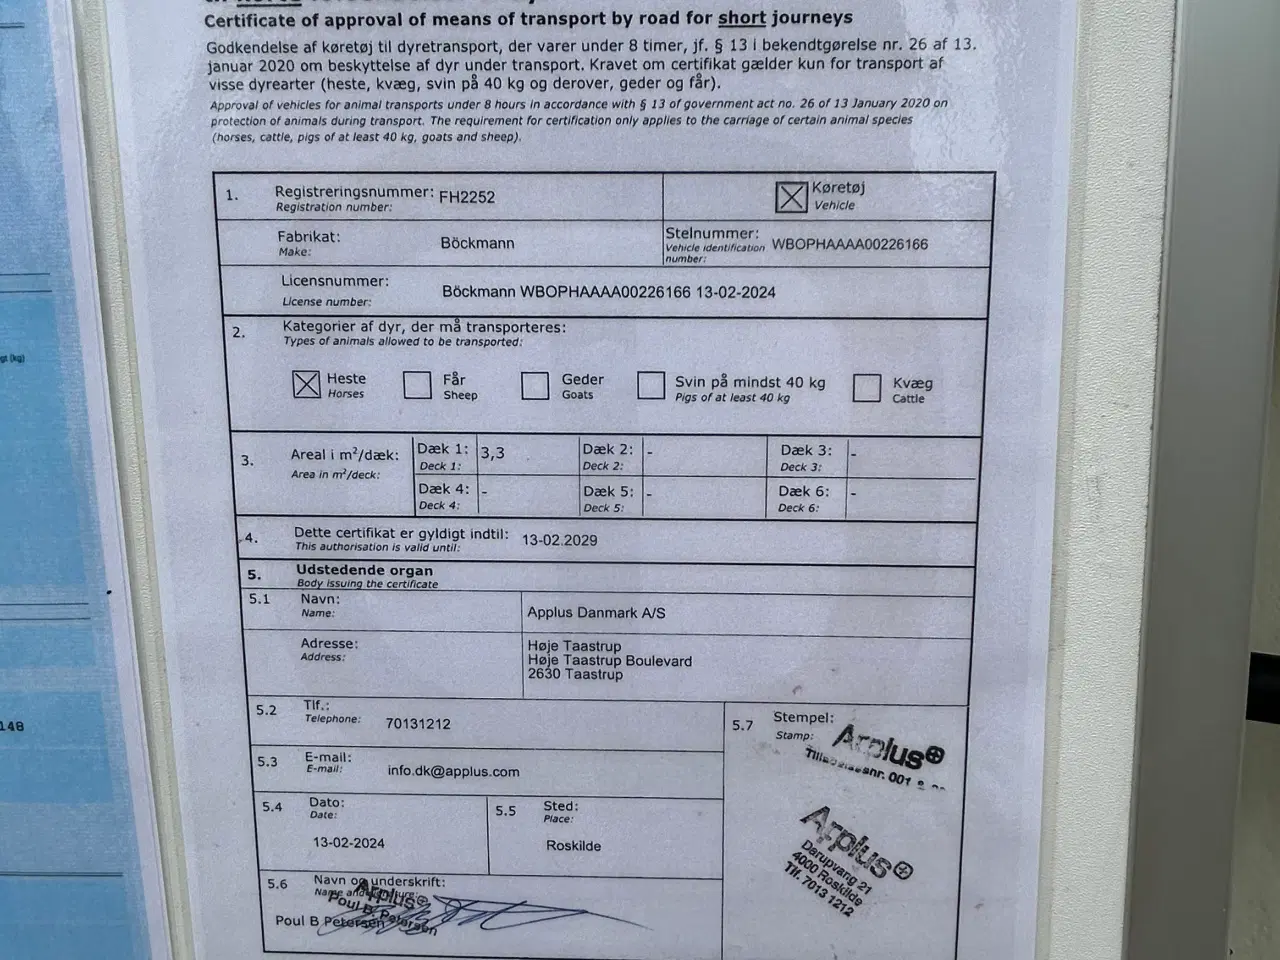 Certificate of approval of means of transport by road for short journeys
Godkendelse af køretøj til dyretransport, der varer under 8 timer, jf. § 13 i bekendtgørelse nr. 26 af 13.
januar 2020 om beskyttelse af dyr under transport. Kravet om certifikat gælder kun for transport af
visse dyrearter (heste, kvæg, svin på 40 kg og derover, geder og får).
Approval of vehicles for animal transports under 8 hours in accordance with § 13 of government act no. 26 of 13 January 2020 on
protection of animals during transport. The requirement for certification only applies to the carriage of certain animal species
(horses, cattle, pigs of at least 40 kg, goats and sheep).
1. Registreringsnummer: FH2252
Registration number:
Køretøj
Vehicle
Fabrikat: Böckmann
Make:
Stelnummer:
Vehicle identification WBOPHAAAA00226166
number:
Licensnummer:
License number: Böckmann WBOPHAAAA00226166 13-02-2024
2. Kategorier af dyr, der må transporteres:
Types of animals allowed to be transported:
Heste
Horses
Får
Sheep
Geder
Goats
Svin på mindst 40 kg
Pigs of at least 40 kg
Kvæg
Cattle
3. Areal i m²/dæk:
Area in m²/deck:
Dæk 1: 3,3
Deck 1:
Dæk 2: -
Deck 2:
Dæk 3: -
Deck 3:
Dæk 4: -
Deck 4:
Dæk 5: -
Deck 5:
Dæk 6: -
Deck 6:
4. Dette certifikat er gyldigt indtil: 13-02.2029
This authorisation is valid until:
5. Udstedende organ
Body issuing the certificate
5.1 Navn:
Name: Applus Danmark A/S
Adresse:
Address:
Høje Taastrup
Høje Taastrup Boulevard
2630 Taastrup
5.2 Tlf.:
Telephone: 70131212
5.3 E-mail:
E-mail: info.dk@applus.com
5.4 Dato:
Date:
13-02-2024
5.5 Sted:
Place:
Roskilde
5.6 Navn og underskrift:
Applus
Poul B. Petersen
Poul B Petersen
5.7 Stempel:
Stamp:
Applus
001
Applus
Darupvang 21
4000 Roskilde
Tlf. 7013 1212
(kg)
148